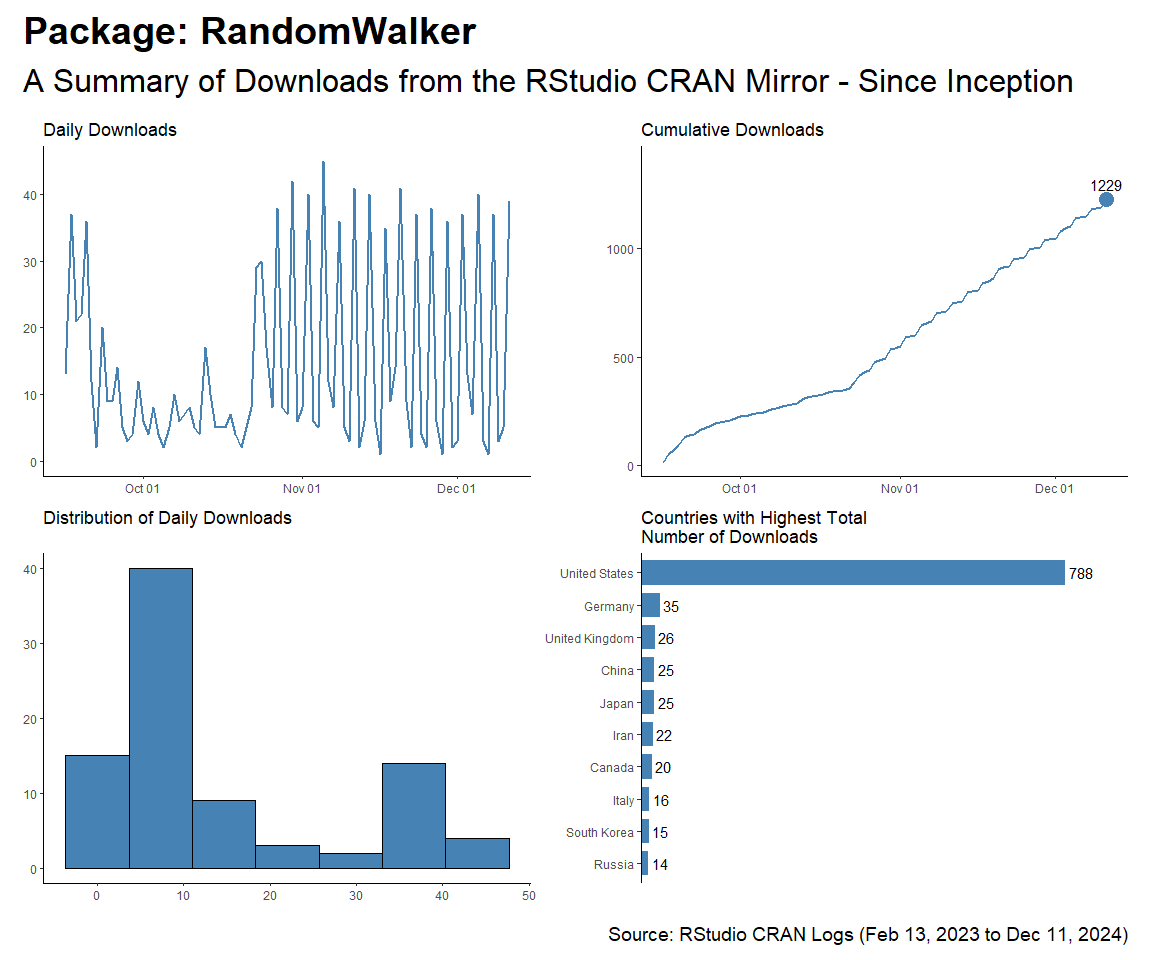 Package: RandomWalker
A Summary of Downloads from the RStudio CRAN Mirror - Since Inception
Daily Downloads
40
30
20
10
0
Oct 01
Nov 01
Dec 01
Cumulative Downloads
1229
1000
500
0
Oct 01
Nov 01
Dec 01
Distribution of Daily Downloads
40
30
20
10
0
0
10
20
30
40
50
Countries with Highest Total
Number of Downloads
United States 788
Germany 35
United Kingdom 26
China 25
Japan 25
Iran 22
Canada 20
Italy 16
South Korea 15
Russia 14
Source: RStudio CRAN Logs (Feb 13, 2023 to Dec 11, 2024)